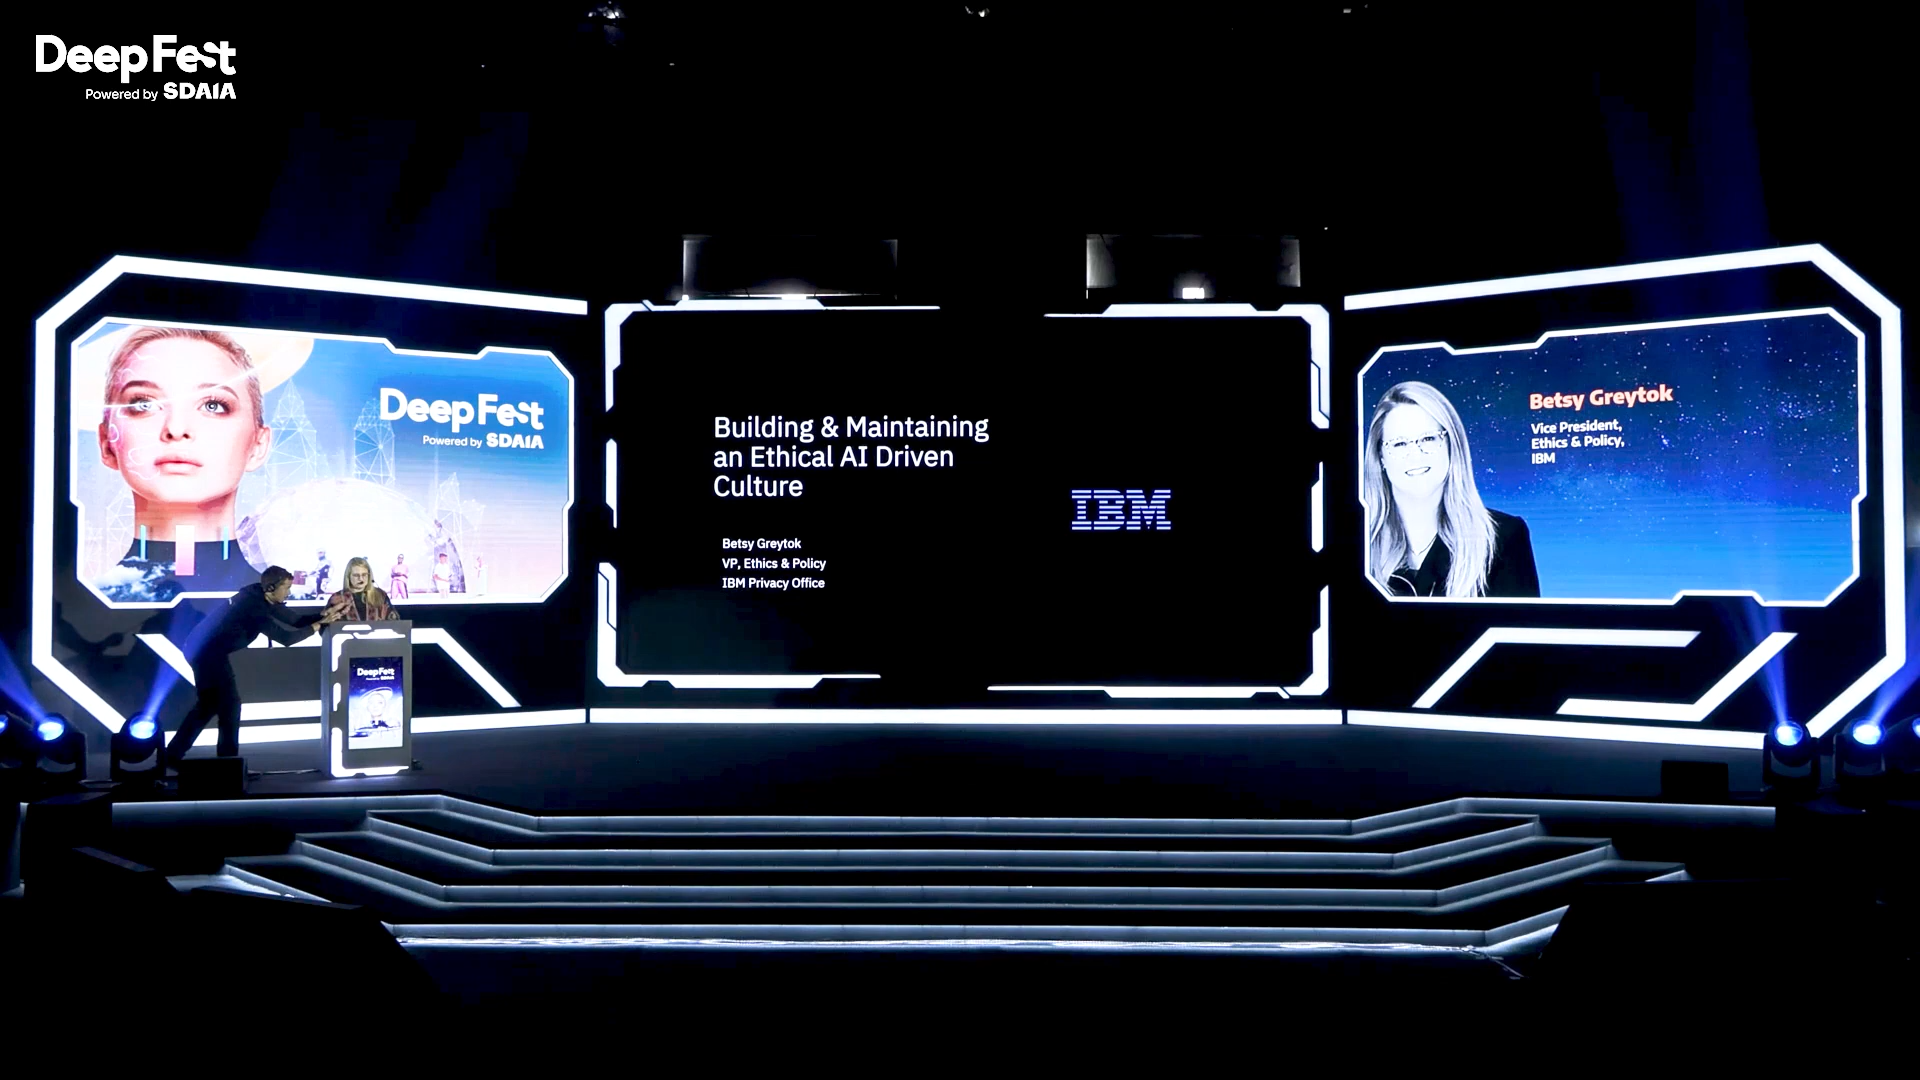 DeepFest
Powered by SDAIA
DeepFest
Powered by SDAIA
Building & Maintaining
an Ethical AI Driven
Culture
Betsy Greytok
VP, Ethics & Policy
IBM Privacy Office
IBM
Betsy Greytok
Vice President,
Ethics & Policy,
IBM
DeepFest